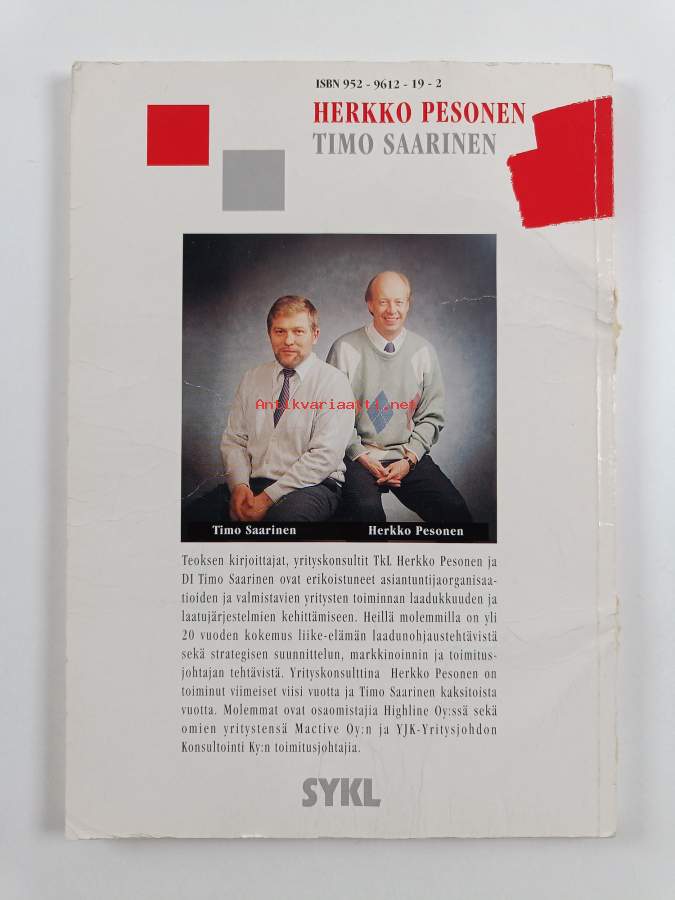 ISBN 952 - 9612 - 19 - 2
HERKKO PESONEN
TIMO SAARINEN
Antikvariaatti.net
Timo Saarinen Herkko Pesonen
Teoksen kirjoittajat, yrityskonsultit TkL Herkko Pesonen ja
DI Timo Saarinen ovat erikoistuneet asiantuntijaorganisaa-
tioiden ja valmistavien yritysten toiminnan laadukkuuden ja
laatujärjestelmien kehittämiseen. Heillä molemmilla on yli
20 vuoden kokemus liike-elämän laadunohjaustehtävistä
sekä strategisen suunnittelun, markkinoinnin ja toimitus-
johtajan tehtävistä. Yrityskonsulttina Herkko Pesonen on
toiminut viimeiset viisi vuotta ja Timo Saarinen kaksitoista
vuotta. Molemmat ovat osaomistajia Highline Oy:ssä sekä
omien yritystensä Mactive Oy:n ja YJK-Yritysjohdon
Konsultointi Ky:n toimitusjohtajia.
SYKL